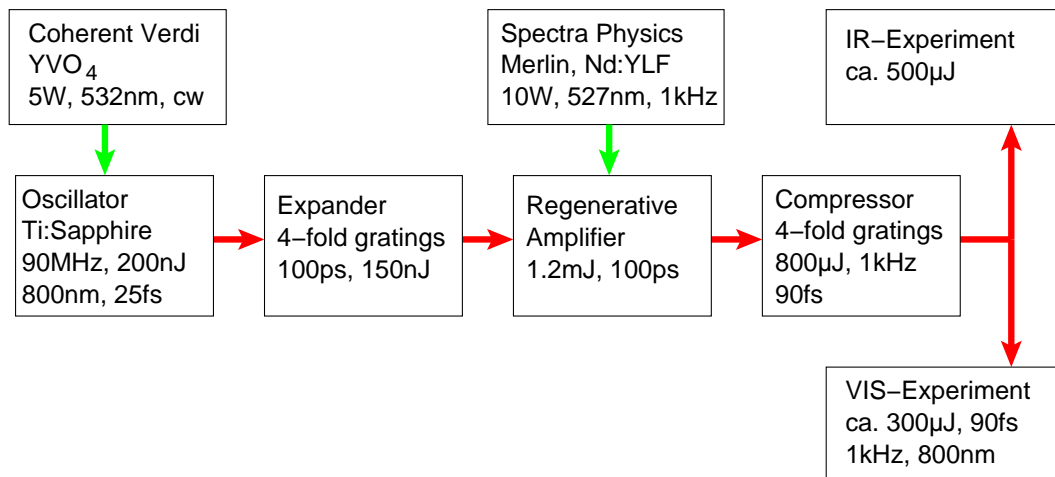 Coherent Verdi
YVO4
5W, 532nm, cw
Spectra Physics
Merlin, Nd:YLF
10W, 527nm, 1kHz
IR−Experiment
ca. 500µJ
Oscillator
Ti:Sapphire
90MHz, 200nJ
800nm, 25fs
Expander
4−fold gratings
100ps, 150nJ
Regenerative
Amplifier
1.2mJ, 100ps
Compressor
4−fold gratings
800µJ, 1kHz
90fs
VIS−Experiment
ca. 300µJ, 90fs
1kHz, 800nm